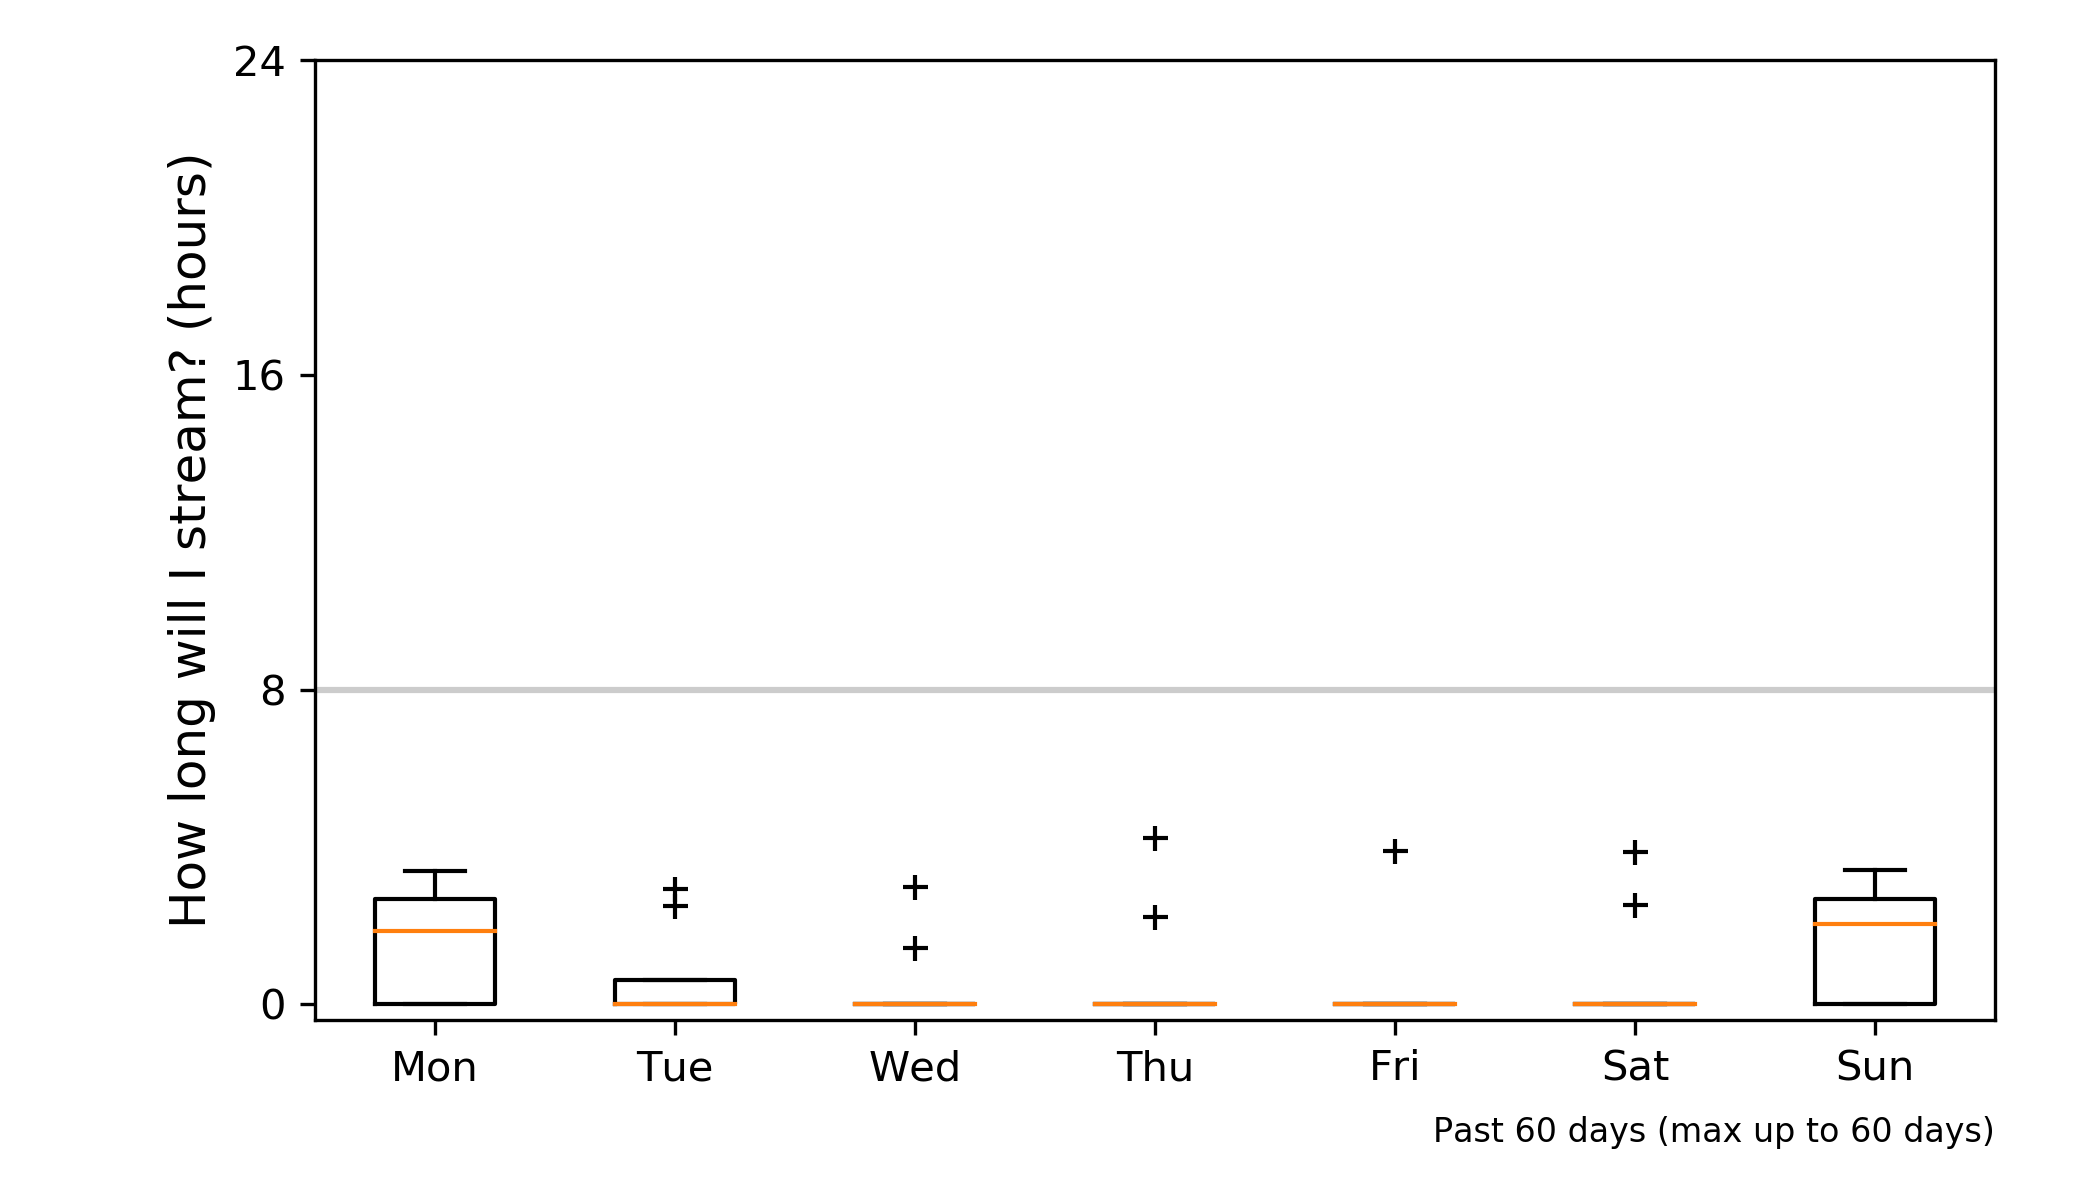 How long will I stream? (hours)
24
16
8
0
Mon Tue Wed Thu Fri Sat Sun
Past 60 days (max up to 60 days)